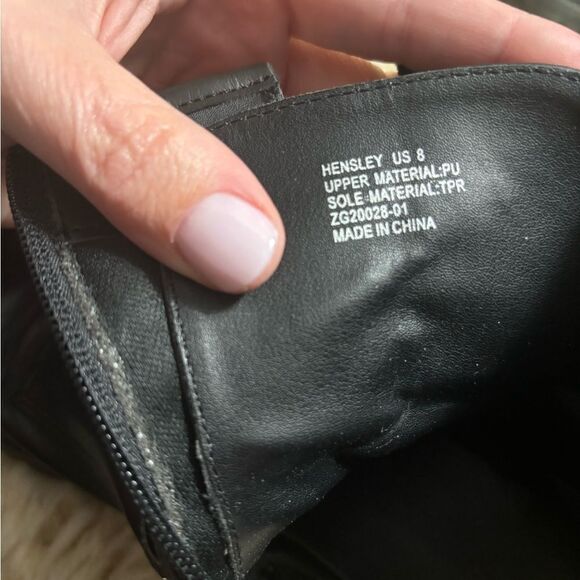 HENSLEY US 8
UPPER MATERIAL:PU
SOLE MATERIAL:TPR
ZG20028-01
MADE IN CHINA